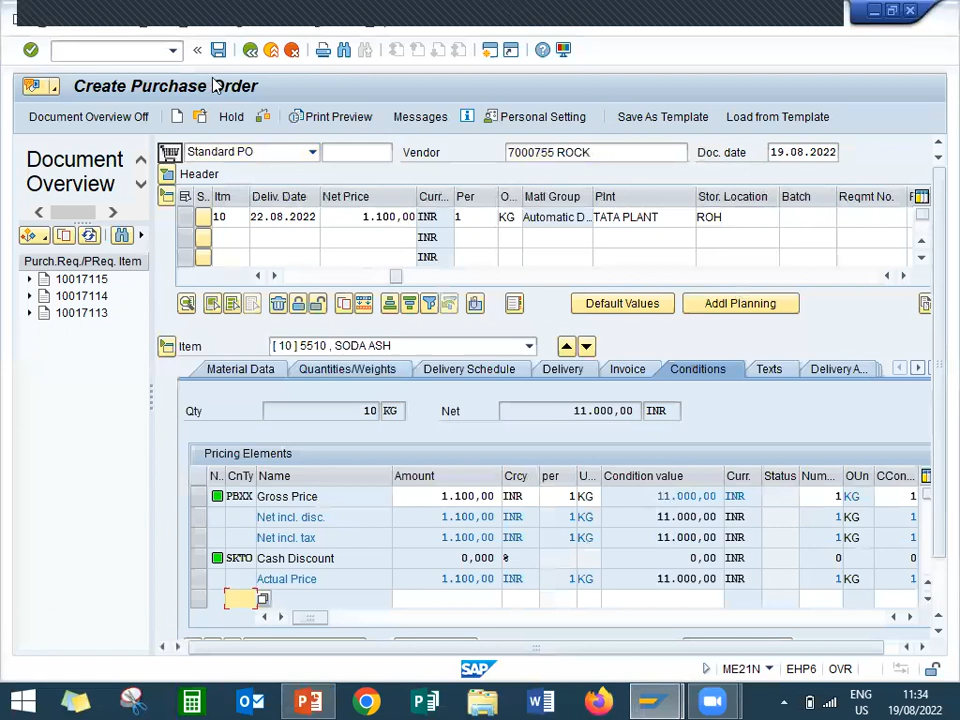 Create Purchase Order
Document Overview Off Hold Print Preview Messages Personal Setting Save As Template Load from Template
Document Overview
Standard PO Vendor 7000755 ROCK Doc. date 19.08.2022
Header
S.. Itm Deliv. Date Net Price Curr... Per O... Matl Group Plnt Stor. Location Batch Reqmt No.
10 22.08.2022 1.100,00 INR 1 KG Automatic D.. TATA PLANT ROH
INR
INR
Purch.Req./PReq. Item
10017115
10017114
10017113
Default Values Addl Planning
Item [ 10 ] 5510 , SODA ASH
Material Data Quantities/Weights Delivery Schedule Delivery Invoice Conditions Texts Delivery A...
Qty 10 KG Net 11.000,00 INR
Pricing Elements
N.. CnTy Name Amount Crcy per U... Condition value Curr. Status Num... OUn CCon...
PBXX Gross Price 1.100,00 INR 1 KG 11.000,00 INR 1 KG 1
Net incl. disc. 1.100,00 INR 1 KG 11.000,00 INR 1 KG 1
Net incl. tax 1.100,00 INR 1 KG 11.000,00 INR 1 KG 1
SKTO Cash Discount 0,000 0,00 INR 0 0
Actual Price 1.100,00 INR 1 KG 11.000,00 INR 1 KG 1
SAP ME21N EHP6 OVR
ENG US
11:34
19/08/2022